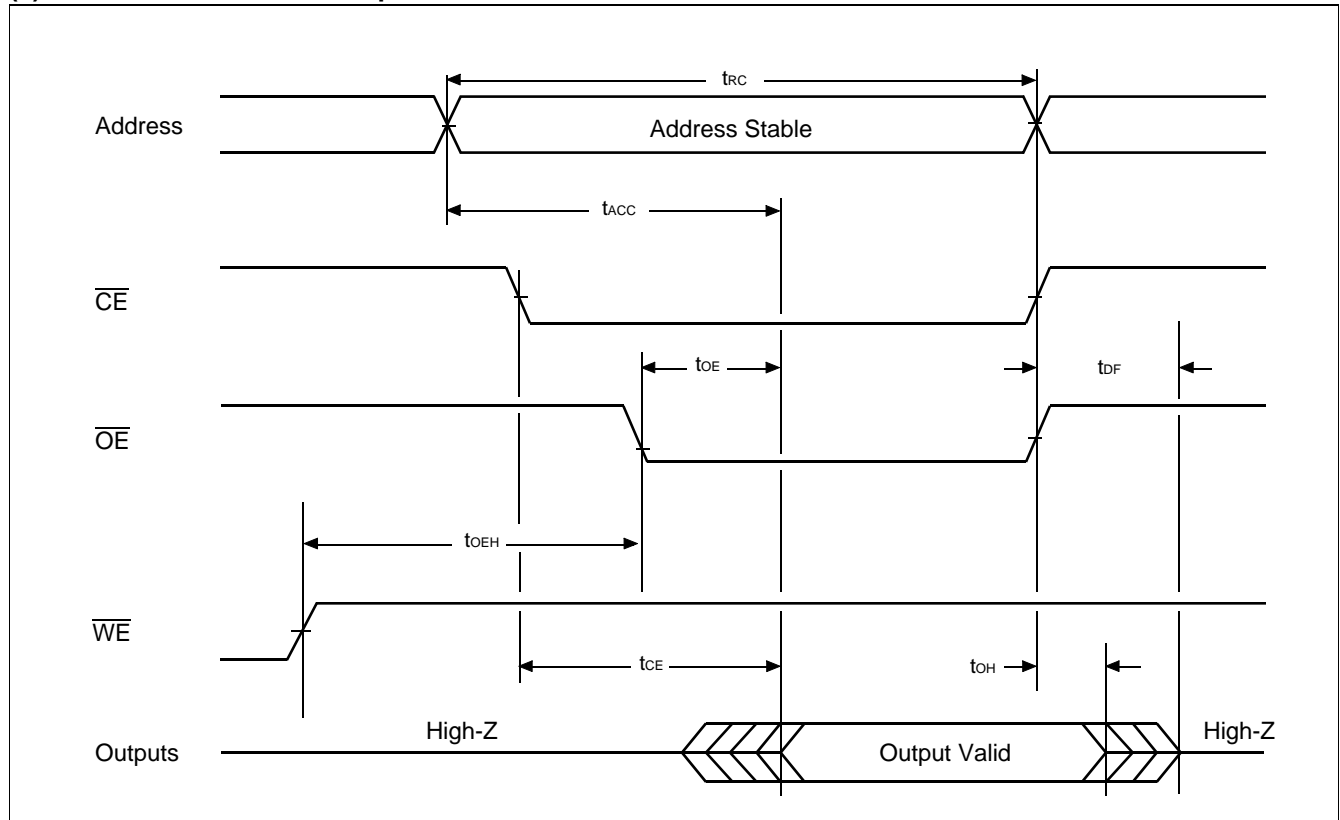 tRC
Address
Address Stable
tACC
CE
tOE
tDF
OE
tOEH
WE
tCE
tOH
High-Z
High-Z
Outputs
Output Valid